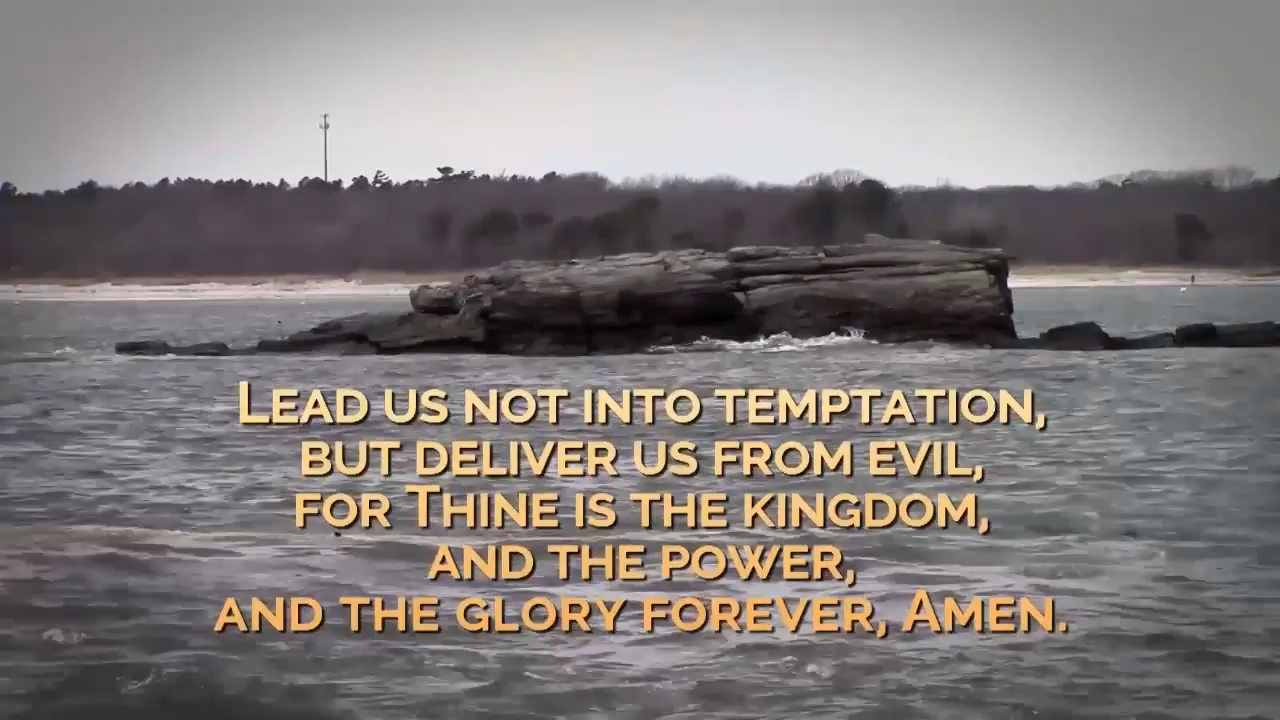 Lead us not into temptation,
but deliver us from evil,
for Thine is the kingdom,
and the power,
and the glory forever, Amen.